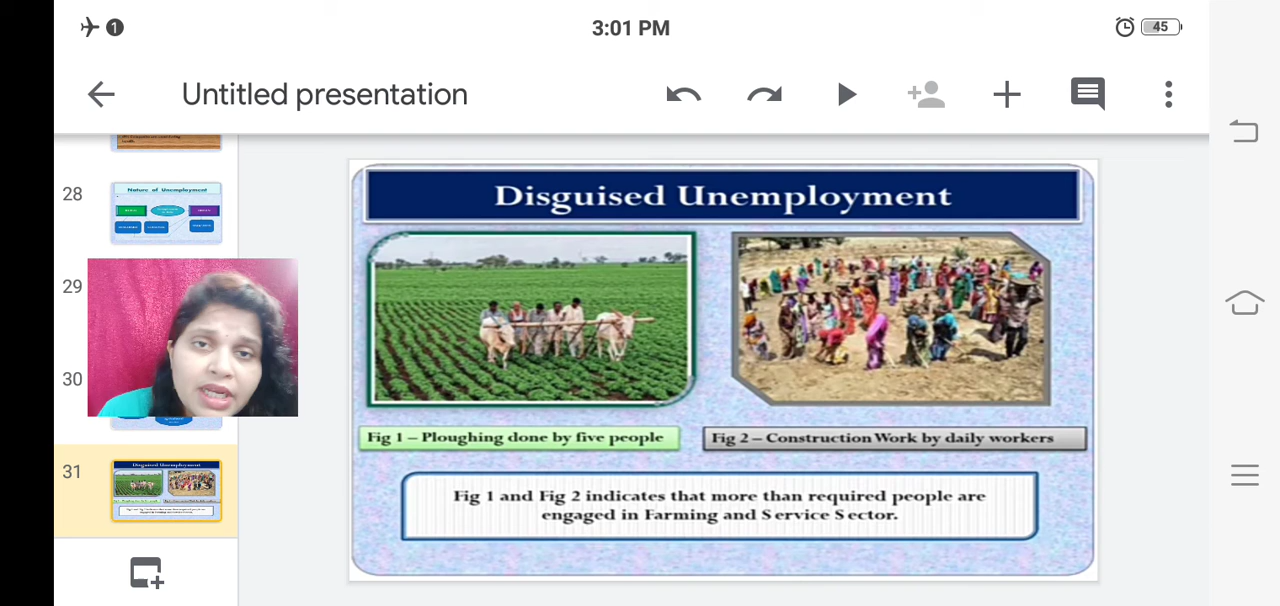 1
3:01 PM
45
Untitled presentation
28
Nature of Unemployment
29
30
31
Disguised Unemployment
Disguised Unemployment
Fig 1 – Ploughing done by five people
Fig 2 – Construction Work by daily workers
Fig 1 and Fig 2 indicates that more than required people are
engaged in Farming and Service Sector.